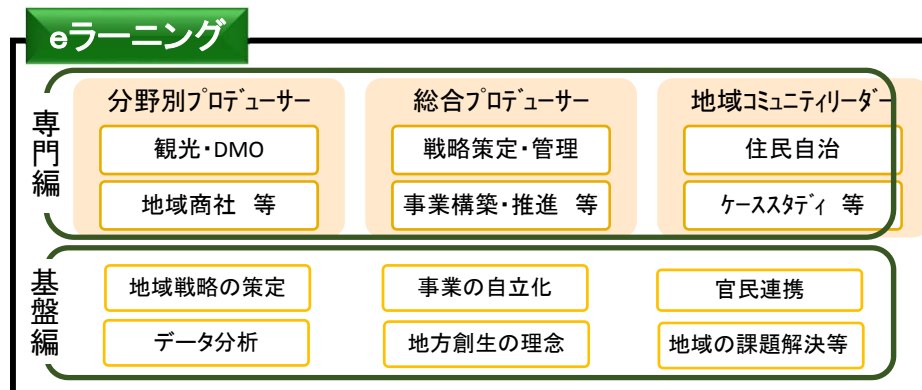 eラーニング
専門編
分野別ﾌﾟﾛﾃﾞｭｰｻｰ
総合ﾌﾟﾛﾃﾞｭｰｻｰ
地域ｺﾐｭﾆﾃｨﾘｰﾀﾞｰ
観光・DMO
戦略策定・管理
住民自治
地域商社 等
事業構築・推進 等
ｹｰｽｽﾀﾃﾞｨ 等
基盤編
地域戦略の策定
事業の自立化
官民連携
データ分析
地方創生の理念
地域の課題解決等